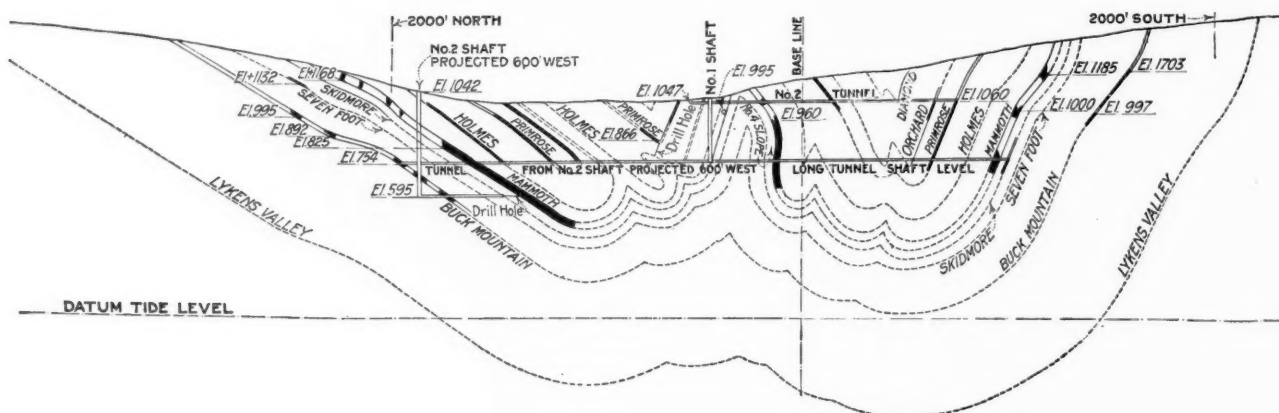 2000' NORTH
2000' SOUTH
No.2 SHAFT
PROJECTED 600' WEST
El.+1132
El.+1168
El. 1042
El. 1047
No.1 SHAFT
El. 995
BASE LINE
No.2 TUNNEL
El. 960
DIAMOND
ORCHARD
PRIMROSE
HOLMES
El. 1060
MAMMOTH
El. 1185
El. 1000
El. 1703
El. 997
El. 995
El. 892
El. 825
El. 754
El. 595
SKIDMORE
SEVEN FOOT
HOLMES
PRIMROSE
HOLMES
PRIMROSE
El. 866
Drill Hole
No.4 SLOPE
TUNNEL FROM No.2 SHAFT PROJECTED 600' WEST
LONG TUNNEL SHAFT LEVEL
MAMMOTH
Drill Hole
BUCK MOUNTAIN
LYKENS VALLEY
SKIDMORE
SEVEN FOOT
BUCK MOUNTAIN
LYKENS VALLEY
DATUM TIDE LEVEL